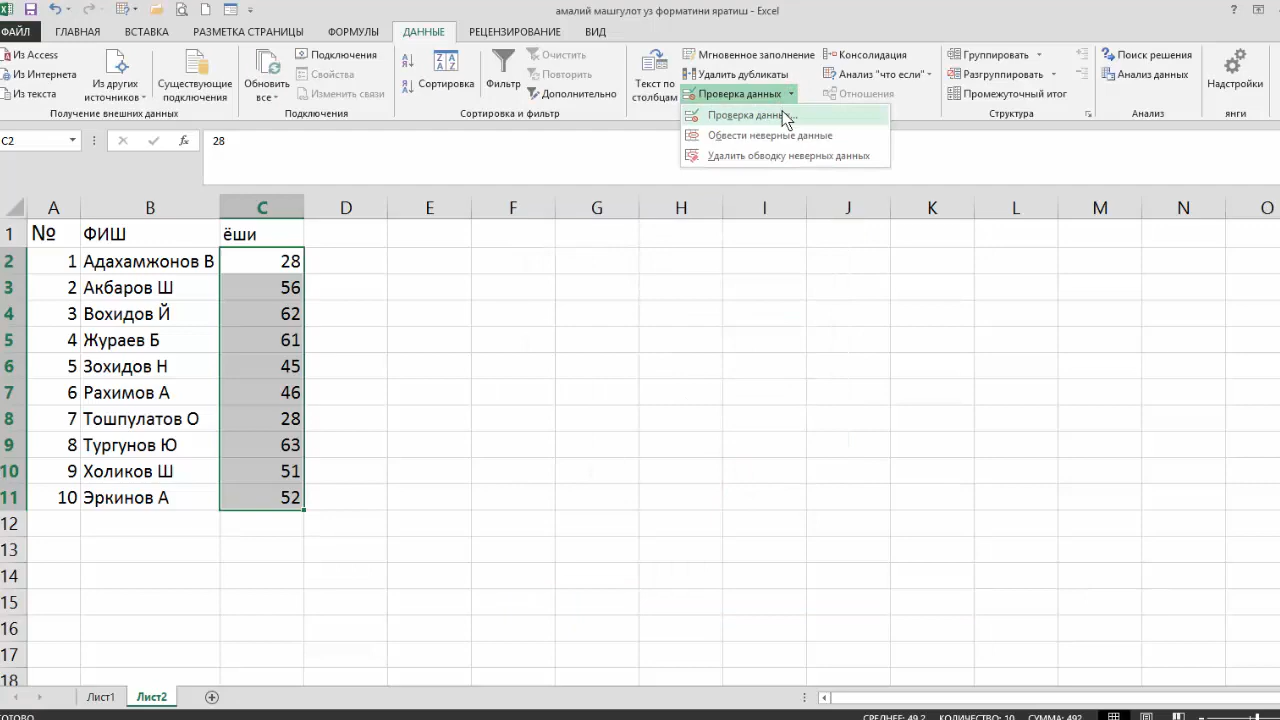 амалий машгулот уз форматини яратиш - Excel
?
ФАЙЛ ГЛАВНАЯ ВСТАВКА РАЗМЕТКА СТРАНИЦЫ ФОРМУЛЫ ДАННЫЕ РЕЦЕНЗИРОВАНИЕ ВИД
Из Access
Из Интернета
Из текста
Из других источников
Существующие подключения
Получение внешних данных
Обновить все
Подключения
Свойства
Изменить связи
Подключения
Сортировка
Фильтр
Очистить
Повторить
Дополнительно
Сортировка и фильтр
Текст по столбцам
Мгновенное заполнение
Удалить дубликаты
Проверка данных
Консолидация
Анализ "что если"
Отношения
Проверка данных...
Обвести неверные данные
Удалить обводку неверных данных
Группировать
Разгруппировать
Промежуточный итог
Структура
Поиск решения
Анализ данных
Анализ
Надстройки
янги
C2 fx 28
A B C D E F G H I J K L M N O
1 № ФИШ ёши
2 1 Адахамжонов В 28
3 2 Акбаров Ш 56
4 3 Вохидов Й 62
5 4 Жураев Б 61
6 5 Зохидов Н 45
7 6 Рахимов А 46
8 7 Тошпулатов О 28
9 8 Тургунов Ю 63
10 9 Холиков Ш 51
11 10 Эркинов А 52
12
13
14
15
16
17
18
Лист1 Лист2
ГОТОВО СРЕДНЕЕ: 49,2 КОЛИЧЕСТВО: 10 СУММА: 492